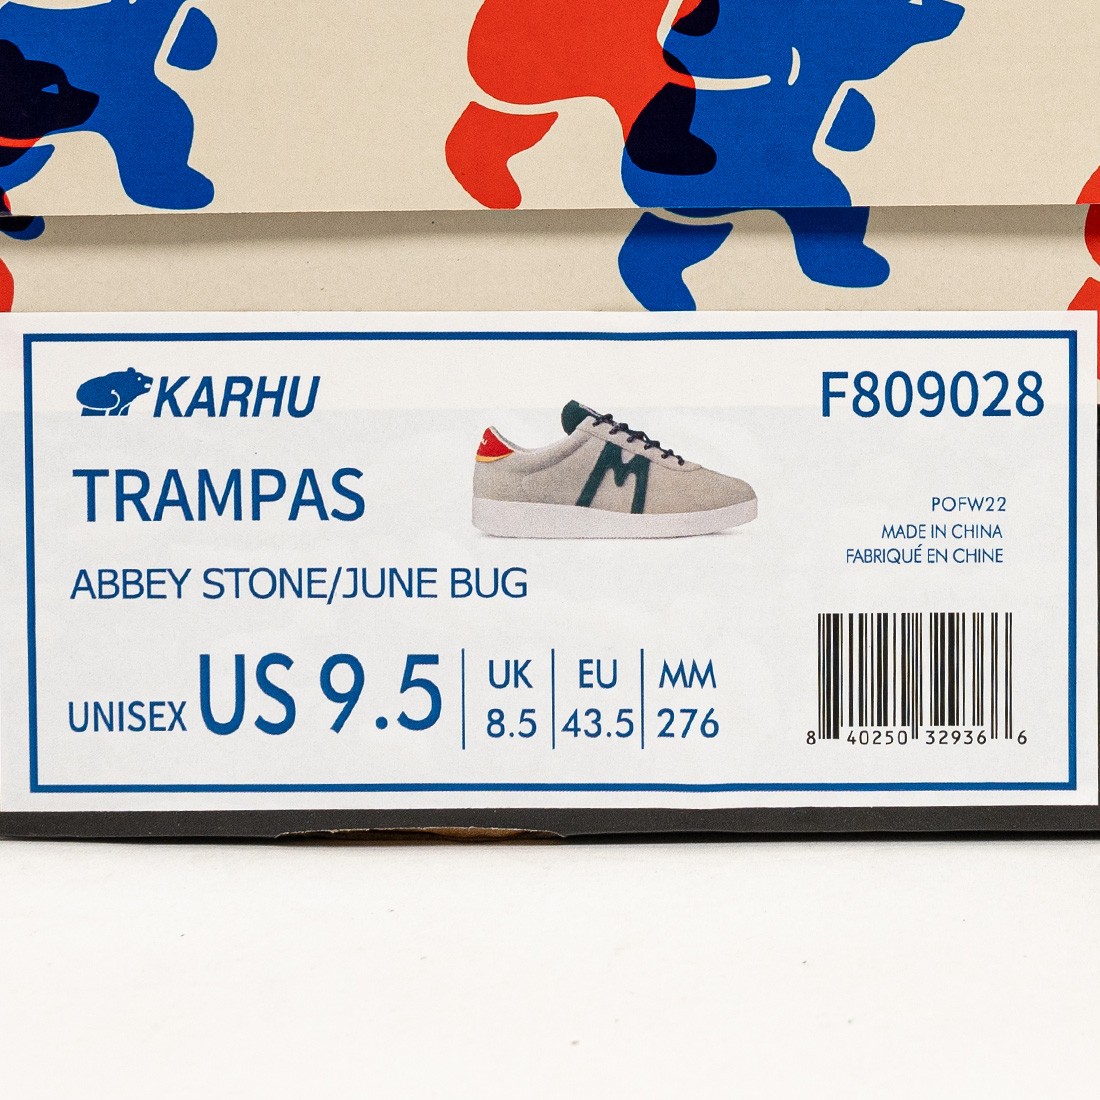 KARHU
F809028
TRAMPAS
POFW22
MADE IN CHINA
FABRIQUÉ EN CHINE
ABBEY STONE/JUNE BUG
UNISEX US 9.5
UK EU MM
8.5 43.5 276
8 40250 32936 6